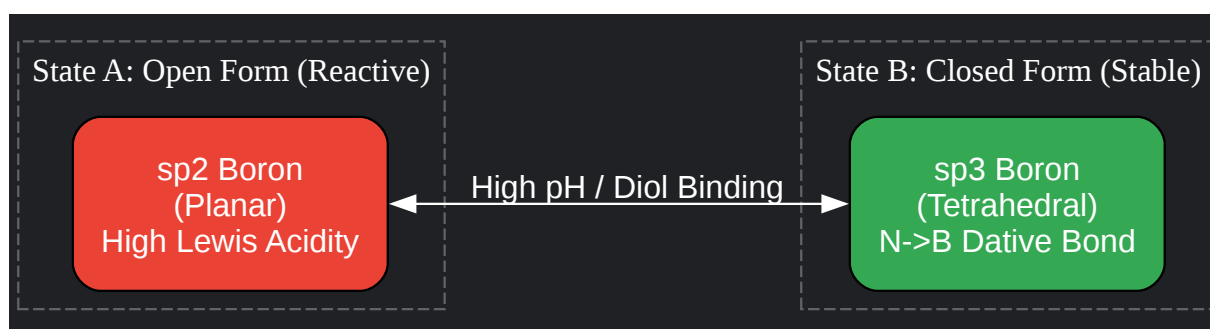 State A: Open Form (Reactive)
sp2 Boron
(Planar)
High Lewis Acidity
High pH / Diol Binding
State B: Closed Form (Stable)
sp3 Boron
(Tetrahedral)
N->B Dative Bond